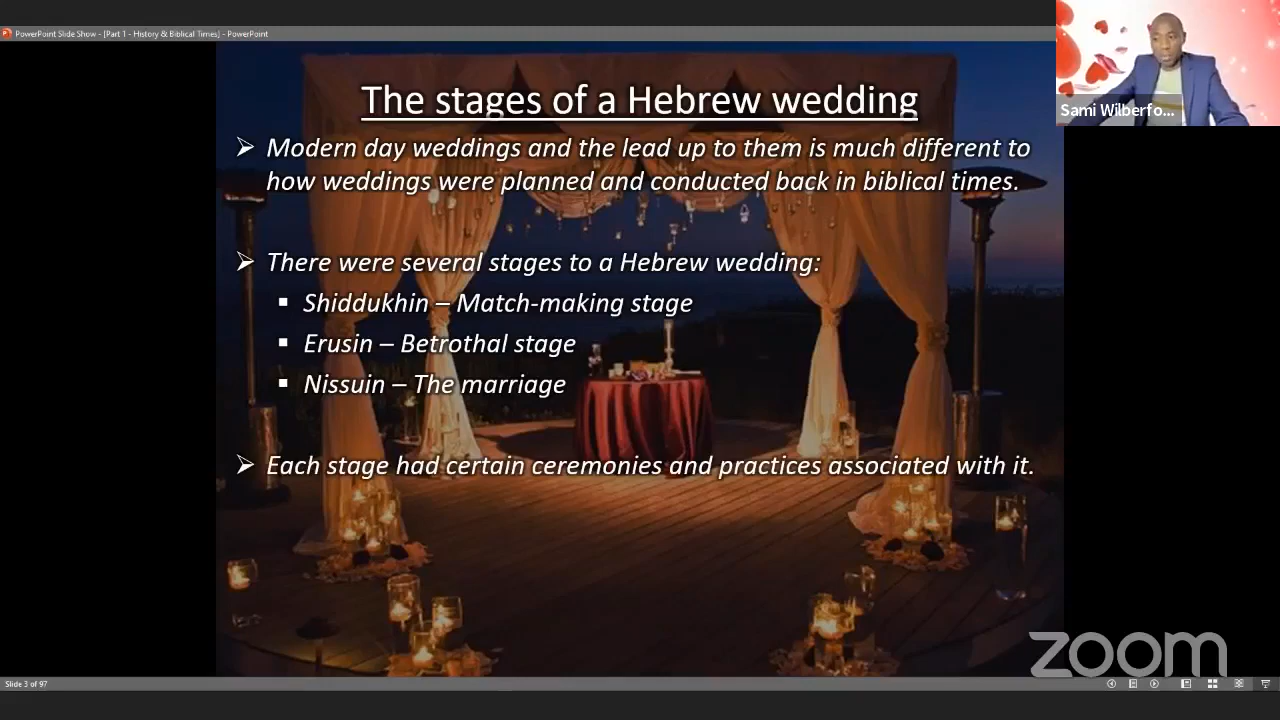 PowerPoint Slide Show - [Part 1 - History & Biblical Times] - PowerPoint
Sami Wilberfo...
The stages of a Hebrew wedding
➢ Modern day weddings and the lead up to them is much different to
how weddings were planned and conducted back in biblical times.
➢ There were several stages to a Hebrew wedding:
▪ Shiddukhin – Match-making stage
▪ Erusin – Betrothal stage
▪ Nissuin – The marriage
➢ Each stage had certain ceremonies and practices associated with it.
zoom
Slide 3 of 97